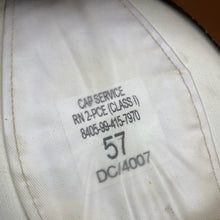 CAP SERVICE
RN 2-PCE (CLASS I)
8405-99-415-7970
57
DC/4007